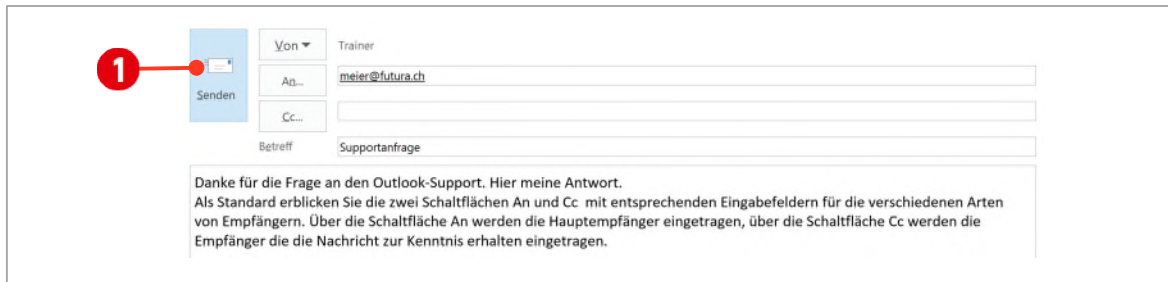 1
Senden
Von
Trainer
An...
meier@futura.ch
Cc...
Betreff
Supportanfrage
Danke für die Frage an den Outlook-Support. Hier meine Antwort.
Als Standard erblicken Sie die zwei Schaltflächen An und Cc  mit entsprechenden Eingabefeldern für die verschiedenen Arten
von Empfängern. Über die Schaltfläche An werden die Hauptempfänger eingetragen, über die Schaltfläche Cc werden die
Empfänger die die Nachricht zur Kenntnis erhalten eingetragen.